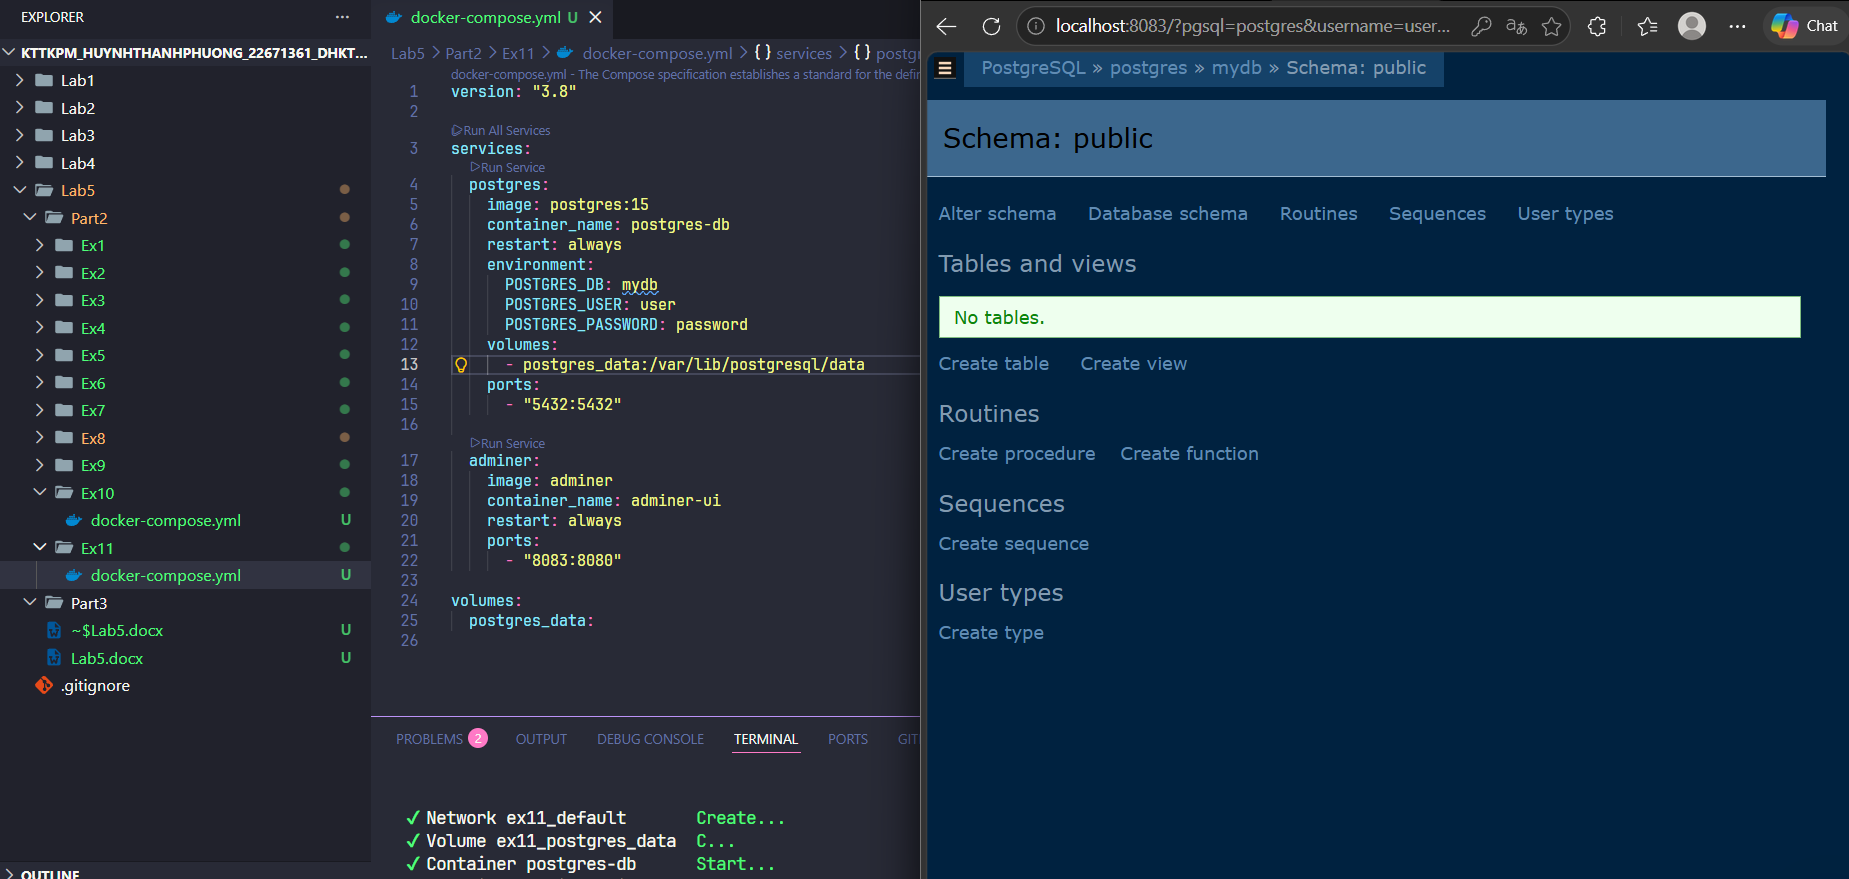 EXPLORER
KTTKPM_HUYNHTHANHPHUONG_22671361_DHKT...
Lab1
Lab2
Lab3
Lab4
Lab5
Part2
Ex1
Ex2
Ex3
Ex4
Ex5
Ex6
Ex7
Ex8
Ex9
Ex10
docker-compose.yml U
Ex11
docker-compose.yml U
Part3
~$Lab5.docx U
Lab5.docx U
.gitignore
OUTLINE
docker-compose.yml U
Lab5 > Part2 > Ex11 > docker-compose.yml > {} services > {} postg
docker-compose.yml - The Compose specification establishes a standard for the defin
1 version: "3.8"
2
Run All Services
3 services:
Run Service
4 postgres:
5 image: postgres:15
6 container_name: postgres-db
7 restart: always
8 environment:
9 POSTGRES_DB: mydb
10 POSTGRES_USER: user
11 POSTGRES_PASSWORD: password
12 volumes:
13 - postgres_data:/var/lib/postgresql/data
14 ports:
15 - "5432:5432"
16
Run Service
17 adminer:
18 image: adminer
19 container_name: adminer-ui
20 restart: always
21 ports:
22 - "8083:8080"
23
24 volumes:
25 postgres_data:
26
PROBLEMS 2 OUTPUT DEBUG CONSOLE TERMINAL PORTS GIT
✓ Network ex11_default Create...
✓ Volume ex11_postgres_data C...
✓ Container postgres-db Start...
localhost:8083/?pgsql=postgres&username=user... Chat
PostgreSQL » postgres » mydb » Schema: public
Schema: public
Alter schema Database schema Routines Sequences User types
Tables and views
No tables.
Create table Create view
Routines
Create procedure Create function
Sequences
Create sequence
User types
Create type